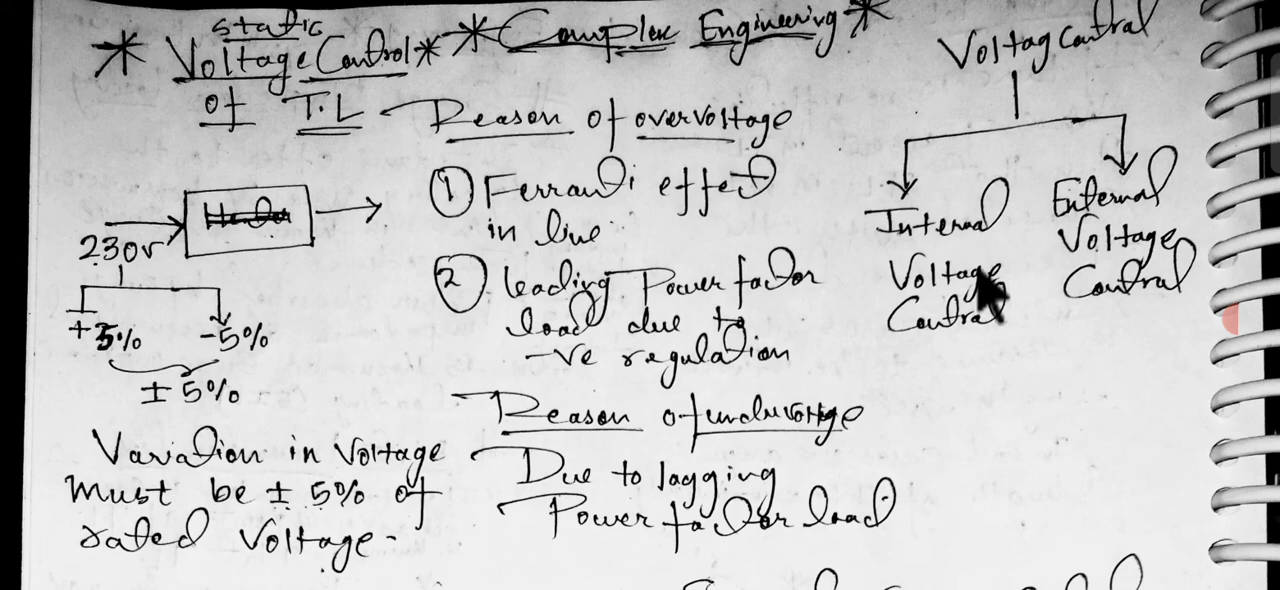 * Static Voltage Control *
of T.L
* Complex Engineering *
230v
+5%
-5%
± 5%
Variation in Voltage
must be ± 5% of
rated Voltage-
Reason of overvoltage
① Ferranti effect
in line
② leading Power factor
load due to
-ve regulation
Reason of undervoltage
Due to lagging
Power factor load
Voltag Control
Internal
Voltage
Control
External
Voltage
Control